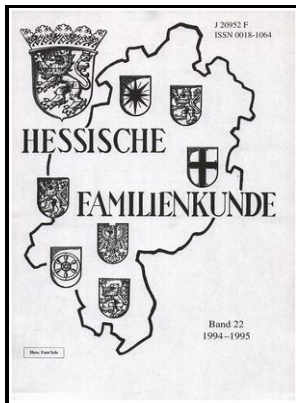 J 20952 F
ISSN 0018-1064
HESSISCHE
FAMILIENKUNDE
Band 22
1994–1995